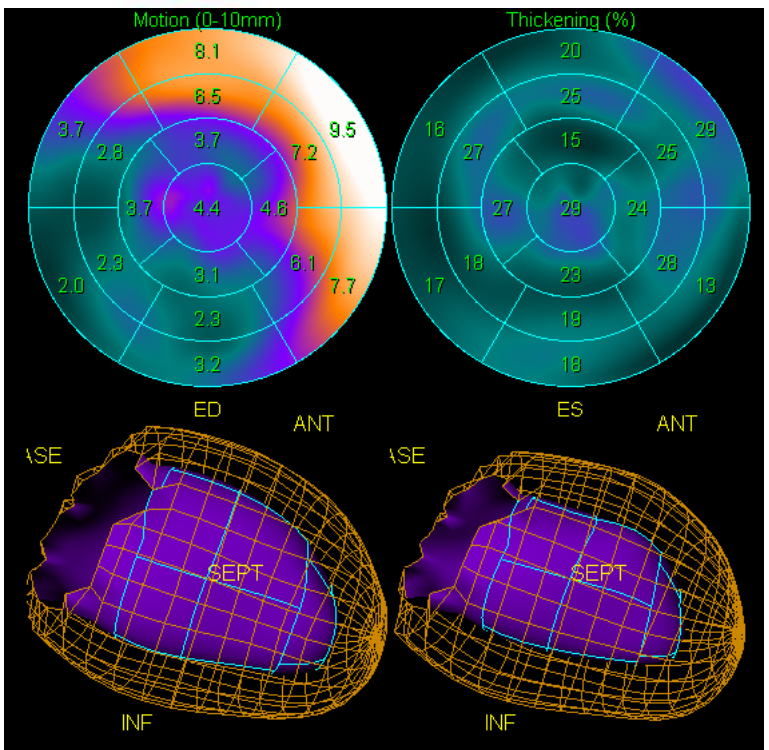 Motion (0-10mm) Thickening (%)
8.1 20
6.5 25
3.7 9.5 16 29
3.7 15
2.8 7.2 27 25
3.7 4.4 4.6 27 29 24
2.3 6.1 18 28
3.1 23
2.0 7.7 17 13
2.3 19
3.2 18
ED ES
ANT ANT
ASE ASE
SEPT SEPT
INF INF